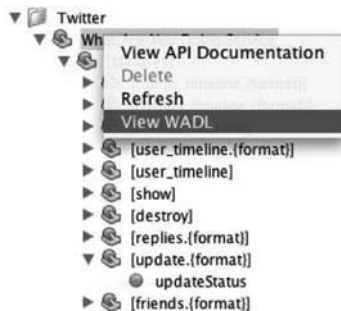 Twitter
View API Documentation
Delete
Refresh
View WADL
[user_timeline.{format}]
[user_timeline]
[show]
[destroy]
[replies.{format}]
[update.{format}]
updateStatus
[friends.{format}]